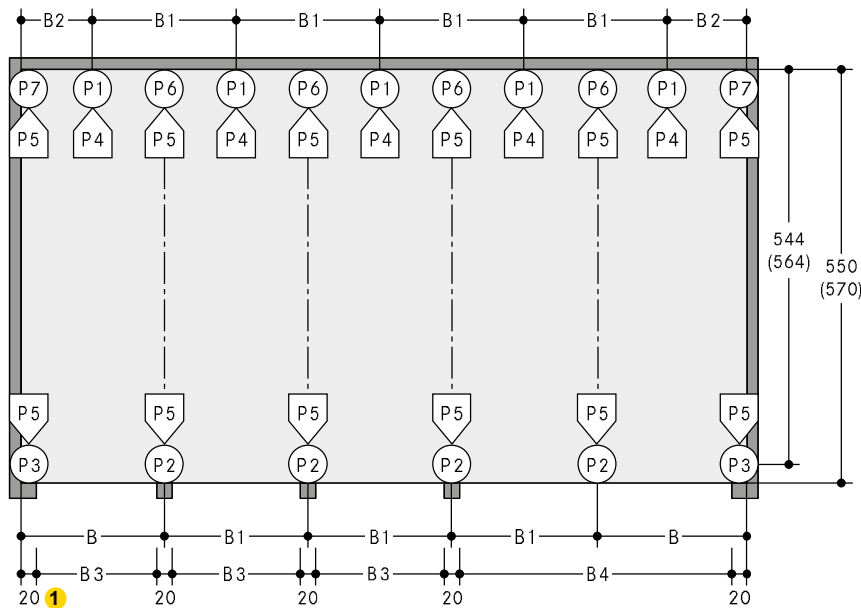 B2 B1 B1 B1 B1 B2
P7 P1 P6 P1 P6 P1 P6 P1 P6 P1 P7
P5 P4 P5 P4 P5 P4 P5 P4 P5 P4 P5
544
(564)
550
(570)
P5 P5 P5 P5 P5 P5
P3 P2 P2 P2 P2 P3
B B1 B1 B1 B
B3 B3 B3 B4
20 1 20 20 20 20